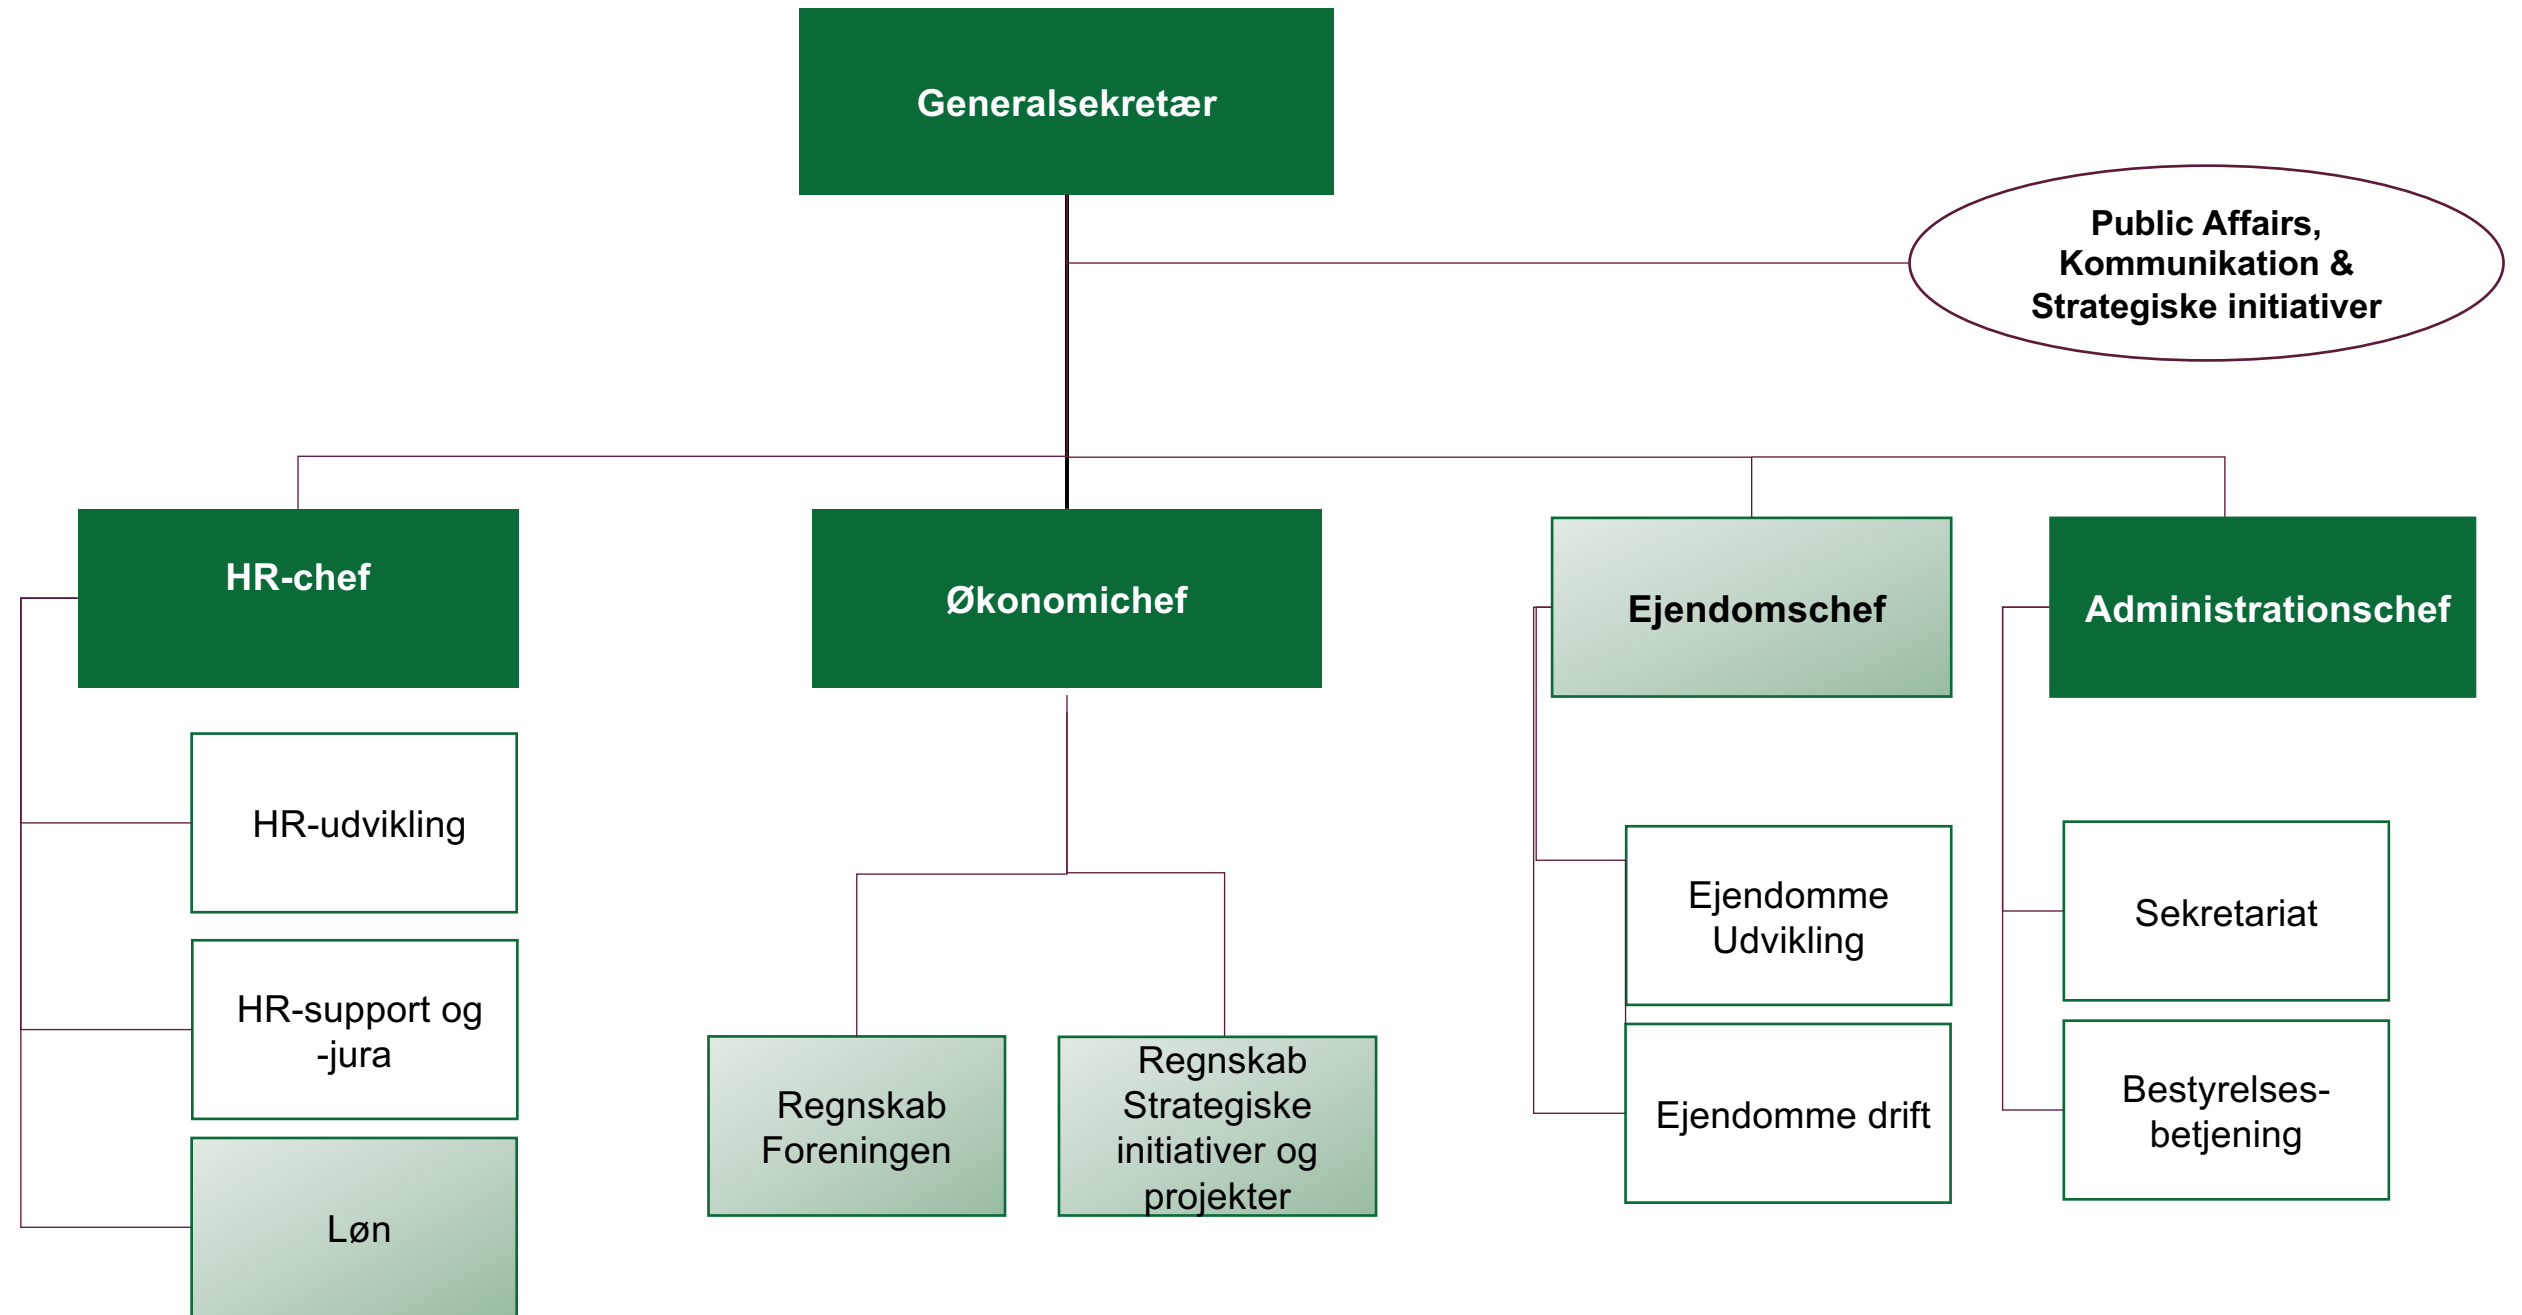 Generalsekretær
Public Affairs,
Kommunikation &
Strategiske initiativer
HR-chef
Økonomichef
Ejendomschef
Administrationschef
HR-udvikling
HR-support og
-jura
Løn
Regnskab
Foreningen
Regnskab
Strategiske
initiativer og
projekter
Ejendomme
Udvikling
Ejendomme drift
Sekretariat
Bestyrelses-
betjening